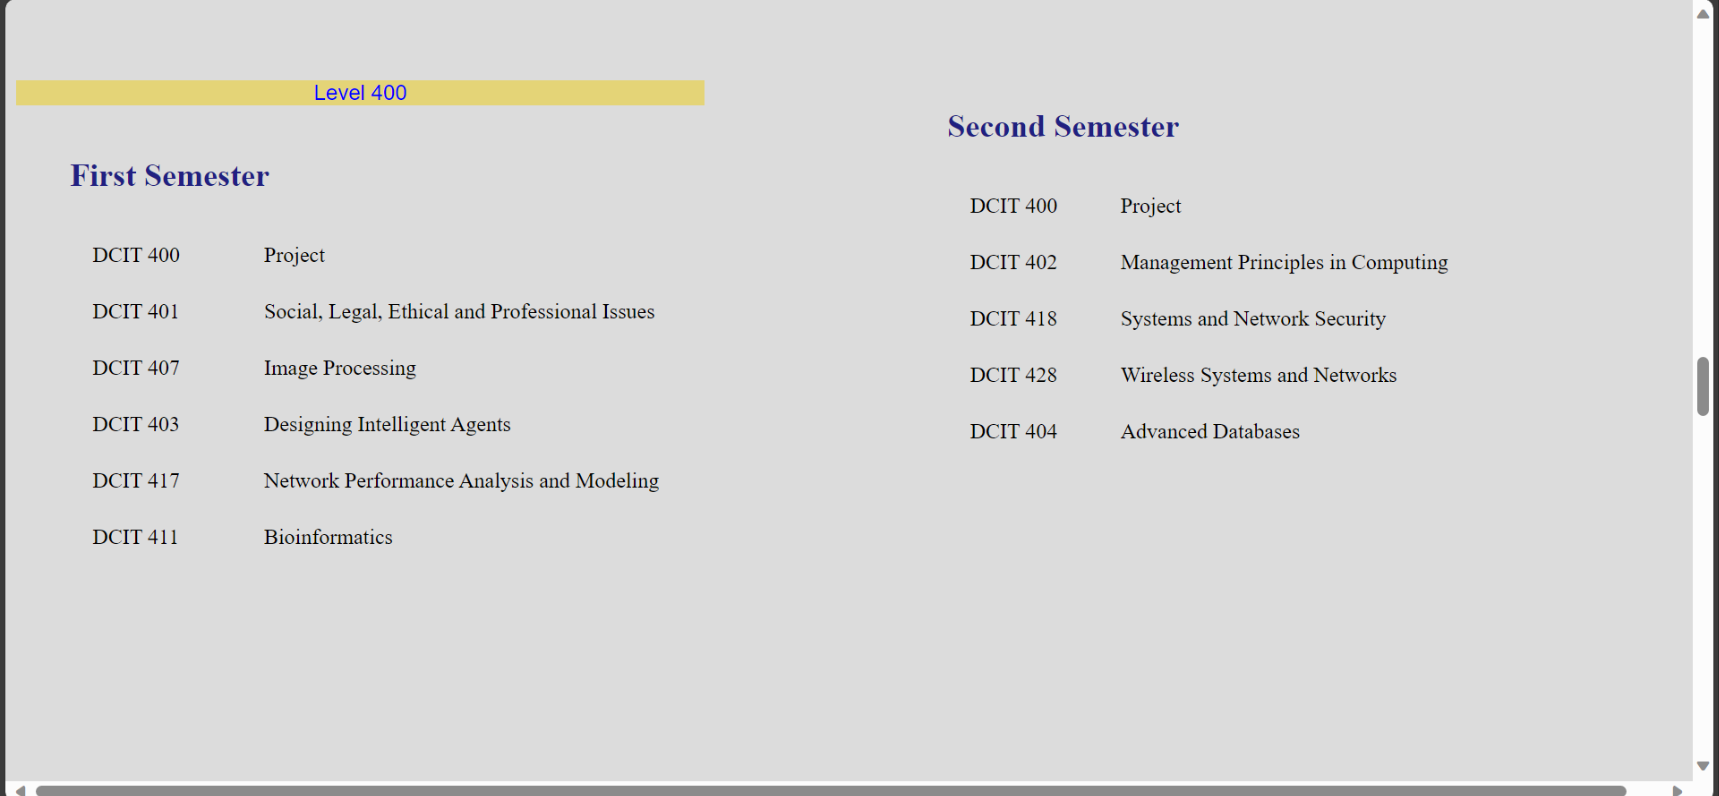 Level 400
First Semester
DCIT 400 Project
DCIT 401 Social, Legal, Ethical and Professional Issues
DCIT 407 Image Processing
DCIT 403 Designing Intelligent Agents
DCIT 417 Network Performance Analysis and Modeling
DCIT 411 Bioinformatics
Second Semester
DCIT 400 Project
DCIT 402 Management Principles in Computing
DCIT 418 Systems and Network Security
DCIT 428 Wireless Systems and Networks
DCIT 404 Advanced Databases